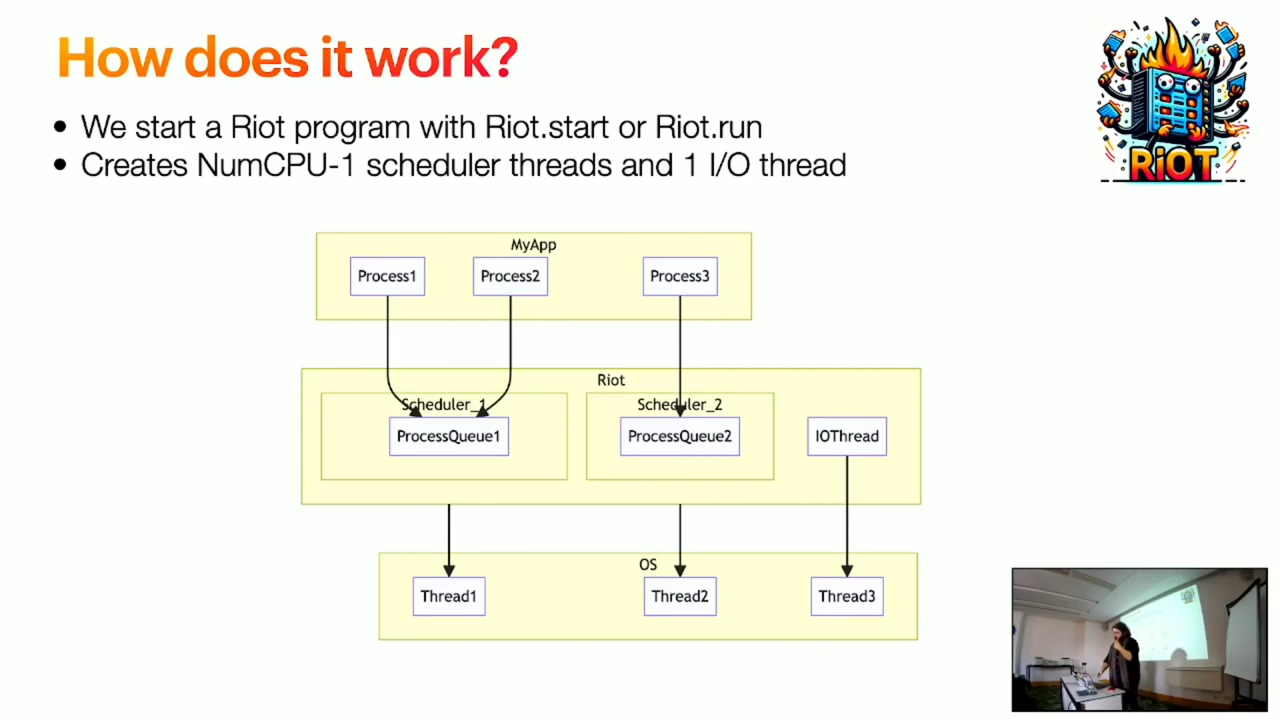 How does it work?
RiOT
• We start a Riot program with Riot.start or Riot.run
• Creates NumCPU-1 scheduler threads and 1 I/O thread
MyApp
Process1
Process2
Process3
Riot
Scheduler_1
Scheduler_2
ProcessQueue1
ProcessQueue2
IOThread
OS
Thread1
Thread2
Thread3